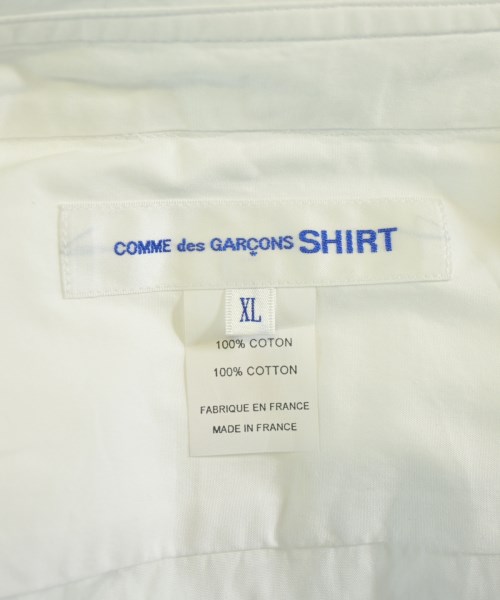 COMME des GARÇONS SHIRT
XL
100% COTON
100% COTTON
FABRIQUE EN FRANCE
MADE IN FRANCE